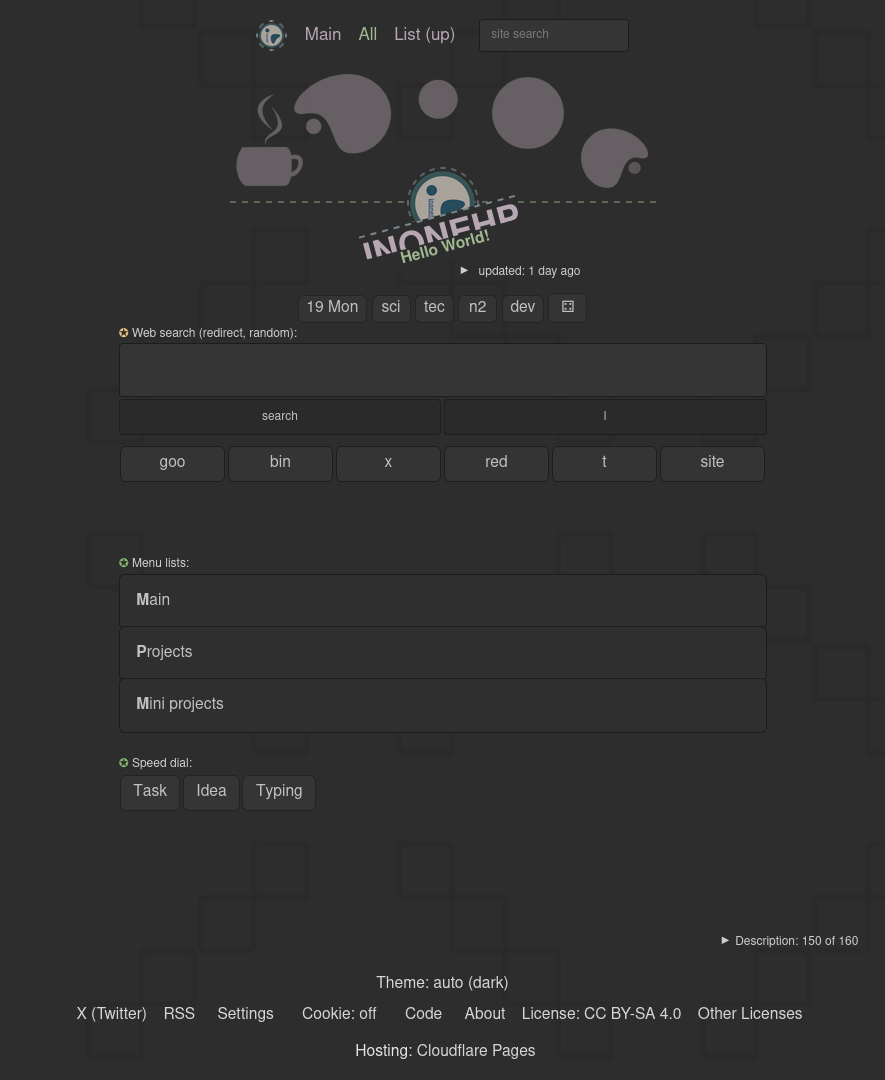 Main All List (up) site search
INONEHP
Hello World!
► updated: 1 day ago
19 Mon sci tec n2 dev ⚃
✪ Web search (redirect, random):
search l
goo bin x red t site
✪ Menu lists:
Main
Projects
Mini projects
✪ Speed dial:
Task Idea Typing
► Description: 150 of 160
Theme: auto (dark)
X (Twitter) RSS Settings Cookie: off Code About License: CC BY-SA 4.0 Other Licenses
Hosting: Cloudflare Pages